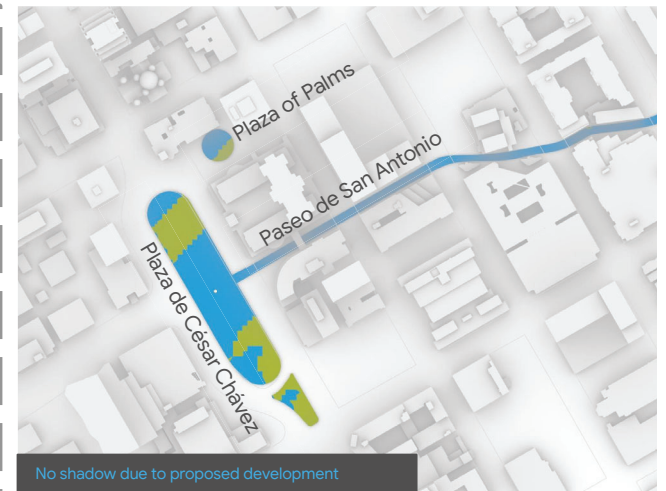 Plaza of Palms
Paseo de San Antonio
Plaza de César Chávez
No shadow due to proposed development